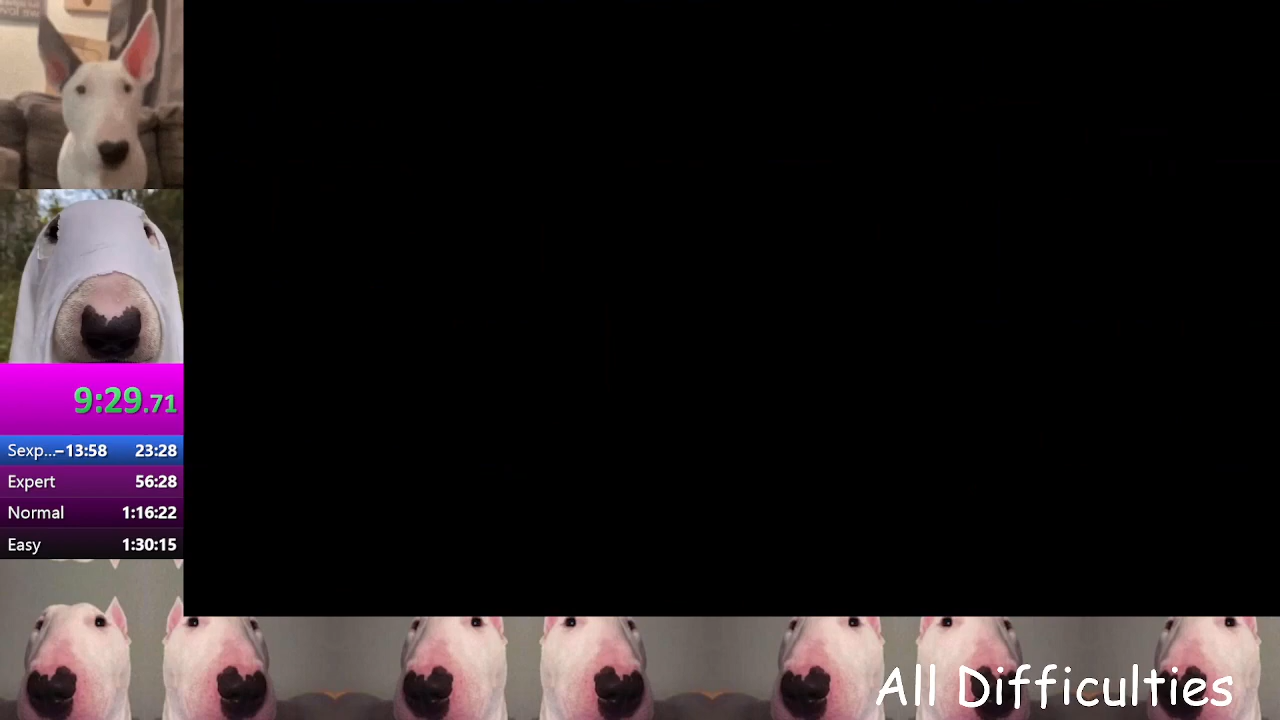 9:29.71
Sexp...−13:58 23:28
Expert 56:28
Normal 1:16:22
Easy 1:30:15
All Difficulties